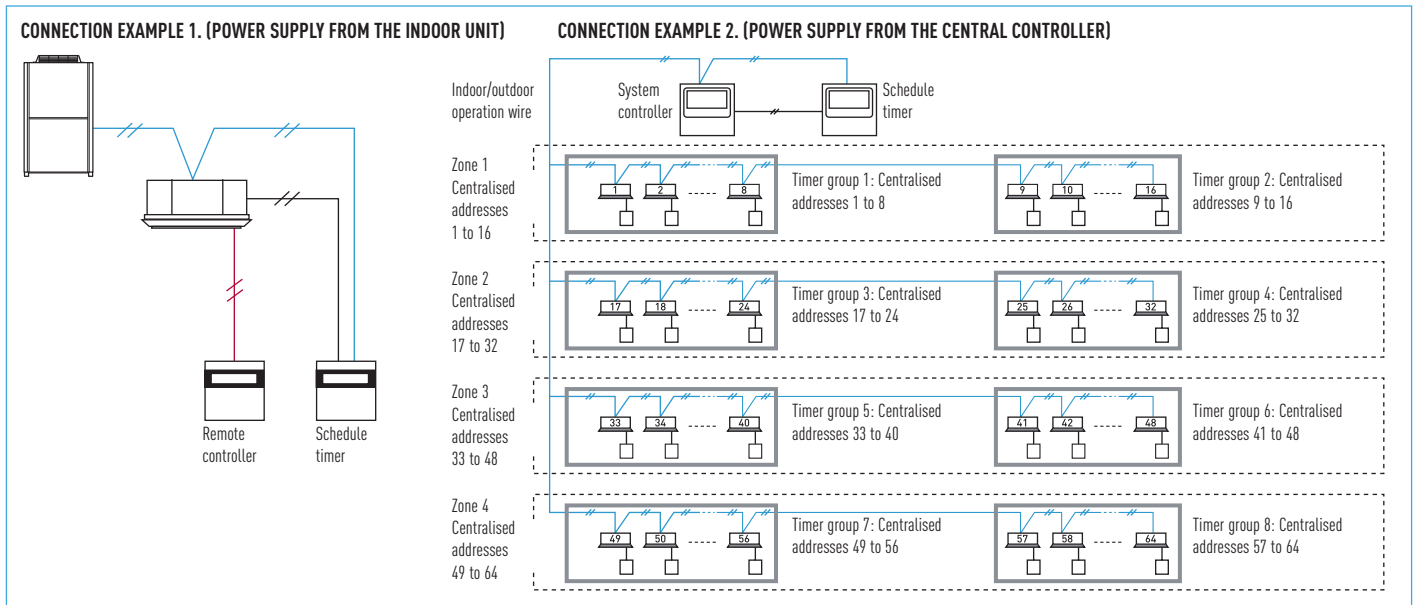 CONNECTION EXAMPLE 1. (POWER SUPPLY FROM THE INDOOR UNIT)
Remote
controller
Schedule
timer
CONNECTION EXAMPLE 2. (POWER SUPPLY FROM THE CENTRAL CONTROLLER)
Indoor/outdoor
operation wire
System
controller
Schedule
timer
Zone 1
Centralised
addresses
1 to 16
1 2 8
Timer group 1: Centralised
addresses 1 to 8
9 10 16
Timer group 2: Centralised
addresses 9 to 16
Zone 2
Centralised
addresses
17 to 32
17 18 24
Timer group 3: Centralised
addresses 17 to 24
25 26 32
Timer group 4: Centralised
addresses 25 to 32
Zone 3
Centralised
addresses
33 to 48
33 34 40
Timer group 5: Centralised
addresses 33 to 40
41 42 48
Timer group 6: Centralised
addresses 41 to 48
Zone 4
Centralised
addresses
49 to 64
49 50 56
Timer group 7: Centralised
addresses 49 to 56
57 58 64
Timer group 8: Centralised
addresses 57 to 64